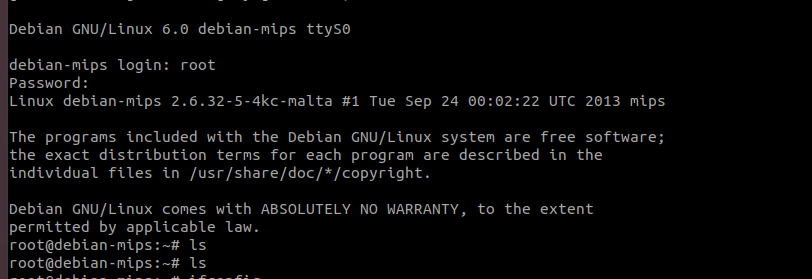 Debian GNU/Linux 6.0 debian-mips ttyS0
debian-mips login: root
Password:
Linux debian-mips 2.6.32-5-4kc-malta #1 Tue Sep 24 00:02:22 UTC 2013 mips
The programs included with the Debian GNU/Linux system are free software;
the exact distribution terms for each program are described in the
individual files in /usr/share/doc/*/copyright.
Debian GNU/Linux comes with ABSOLUTELY NO WARRANTY, to the extent
permitted by applicable law.
root@debian-mips:~# ls
root@debian-mips:~# ls
root@debian-mips:~# ifconfig